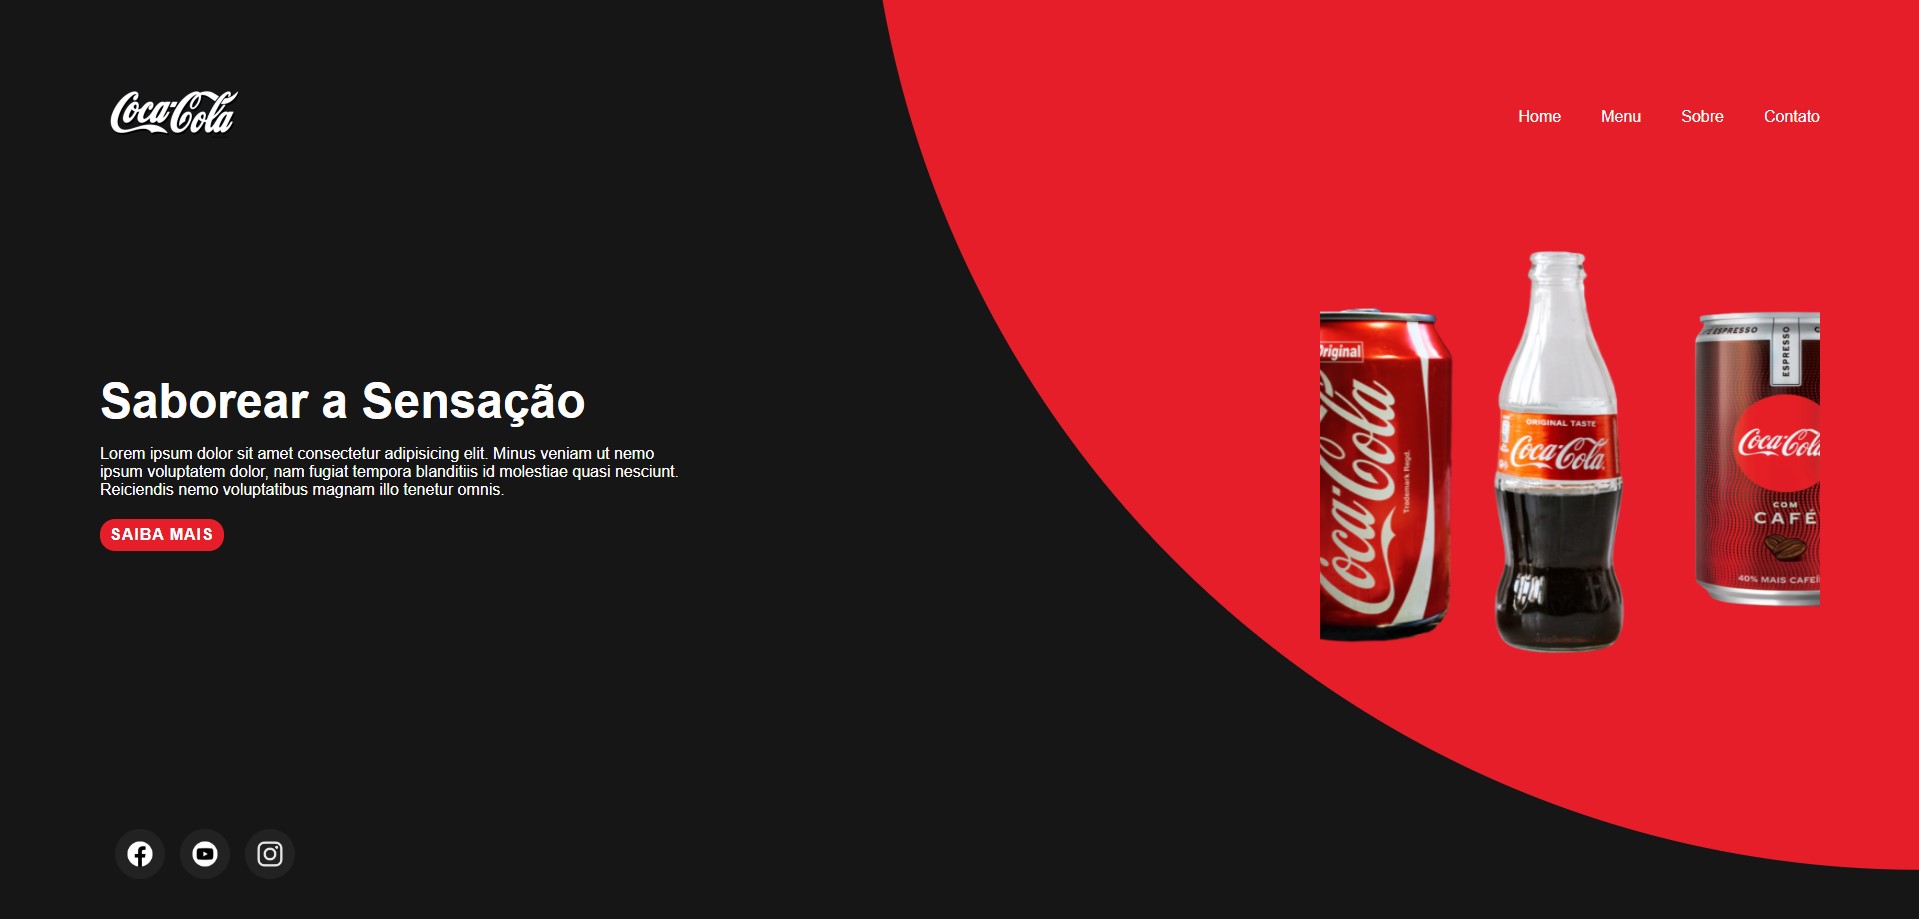 Coca-Cola
Home
Menu
Sobre
Contato
Saborear a Sensação
Lorem ipsum dolor sit amet consectetur adipisicing elit. Minus veniam ut nemo
ipsum voluptatem dolor, nam fugiat tempora blanditiis id molestiae quasi nesciunt.
Reiciendis nemo voluptatibus magnam illo tenetur omnis.
SAIBA MAIS
Original
Coca-Cola
Trademark Regd.
ORIGINAL TASTE
Coca-Cola
ESPRESSO
ESPRESSO
Coca-Cola
COM
CAFÉ
40% MAIS